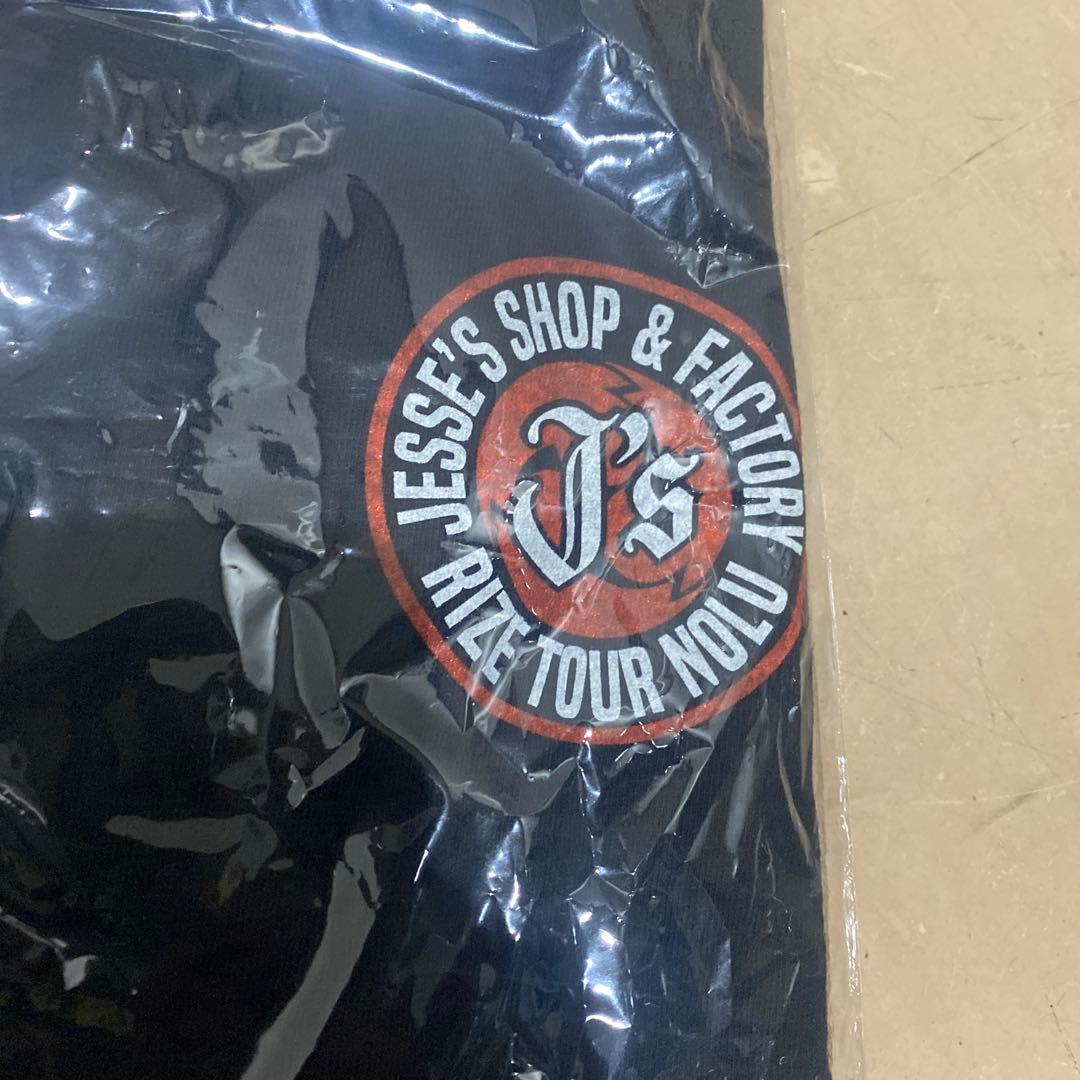 JESSE'S SHOP & FACTORY
J's
RIZE TOUR NOLU